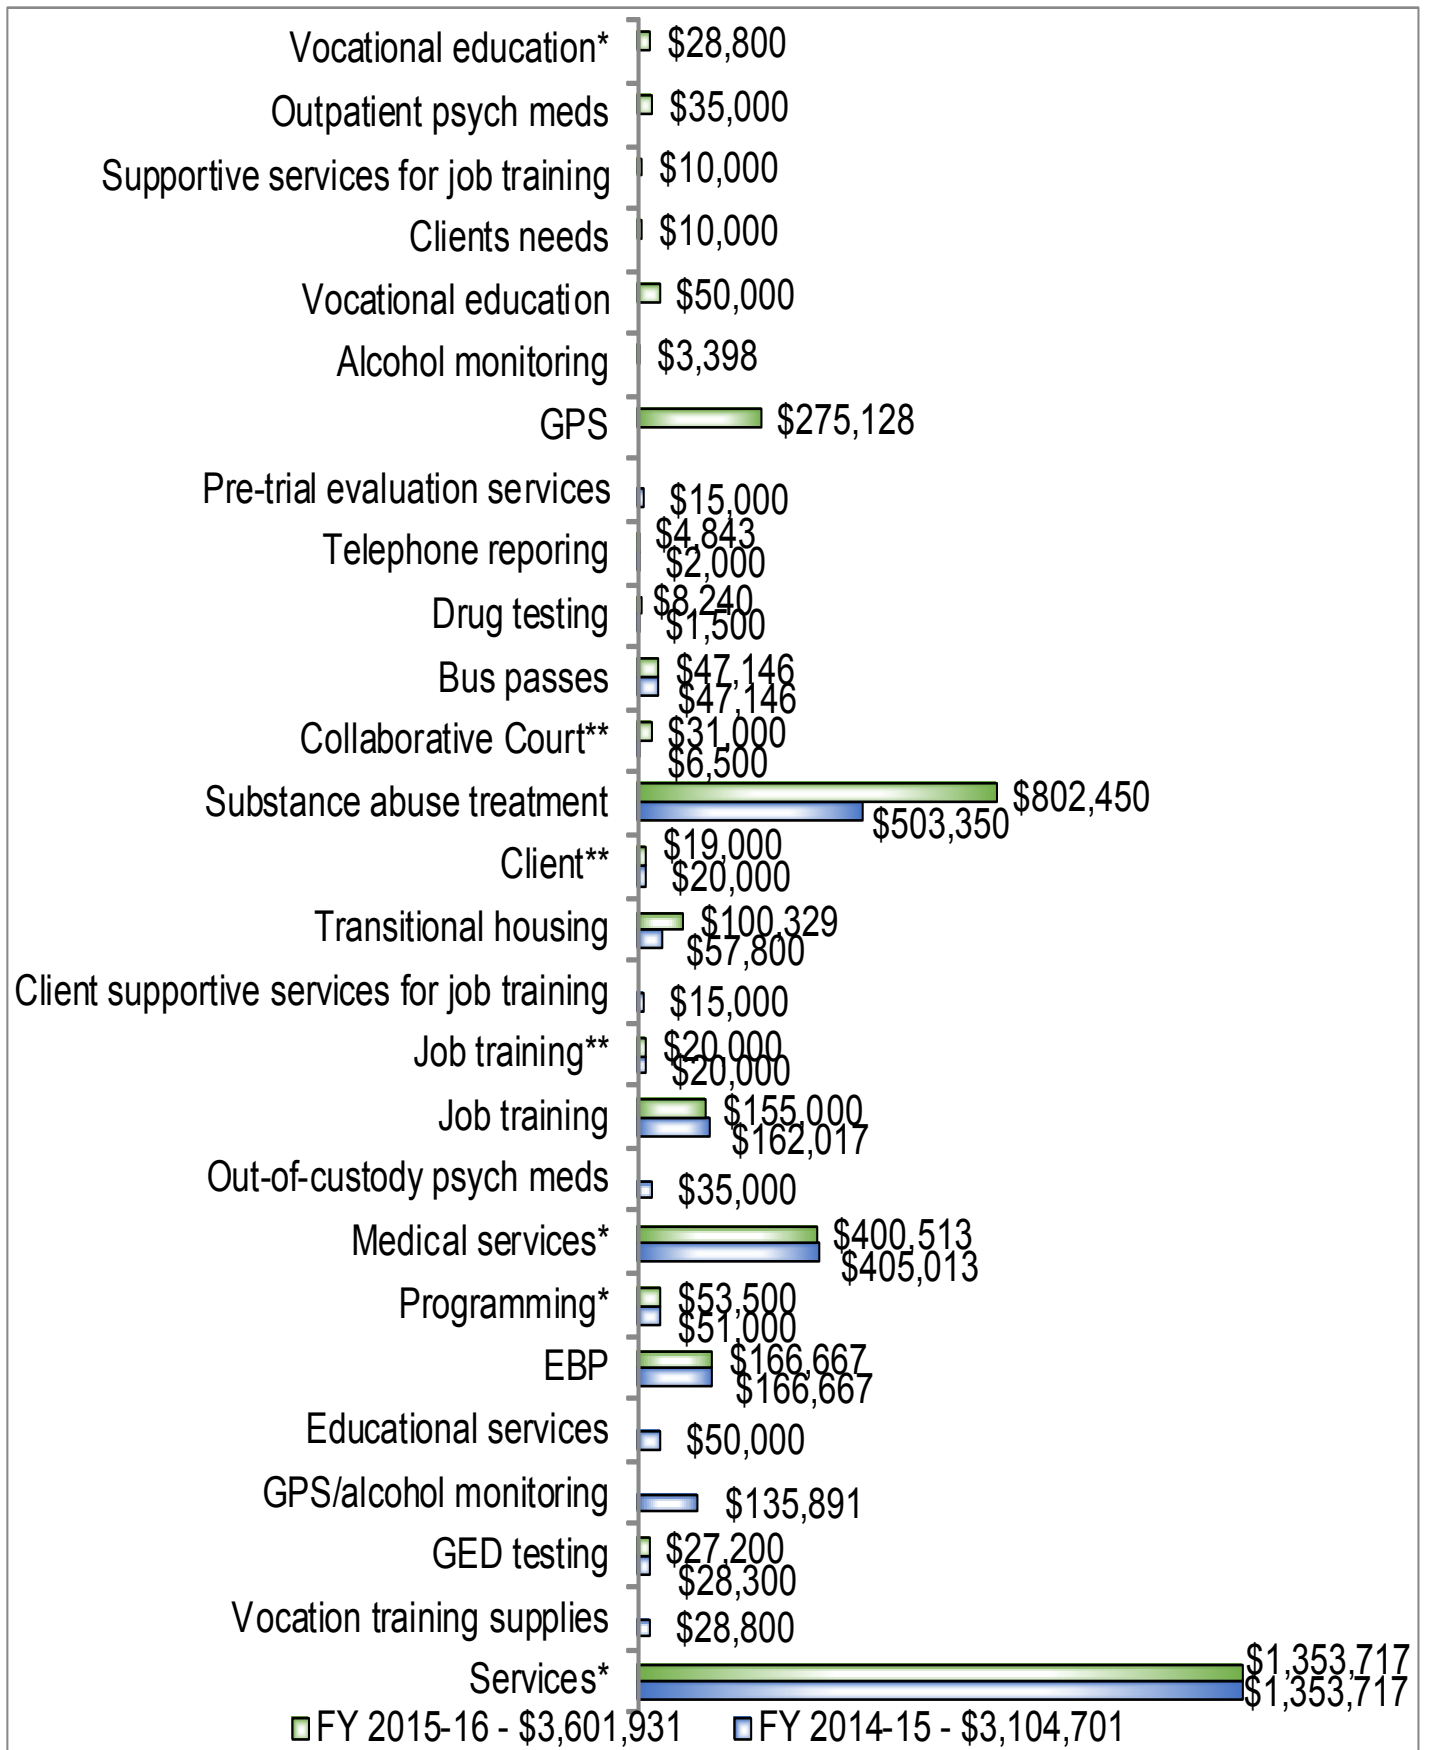 Vocational education* $28,800
Outpatient psych meds $35,000
Supportive services for job training $10,000
Clients needs $10,000
Vocational education $50,000
Alcohol monitoring $3,398
GPS $275,128
Pre-trial evaluation services $15,000
Telephone reporing $4,843
$2,000
Drug testing $8,240
$1,500
Bus passes $47,146
$47,146
Collaborative Court** $31,000
$6,500
Substance abuse treatment $802,450
$503,350
Client** $19,000
$20,000
Transitional housing $100,329
$57,800
Client supportive services for job training $15,000
Job training** $20,000
$20,000
Job training $155,000
$162,017
Out-of-custody psych meds $35,000
Medical services* $400,513
$405,013
Programming* $53,500
$51,000
EBP $166,667
$166,667
Educational services $50,000
GPS/alcohol monitoring $135,891
GED testing $27,200
$28,300
Vocation training supplies $28,800
Services* $1,353,717
$1,353,717
FY 2015-16 - $3,601,931 FY 2014-15 - $3,104,701